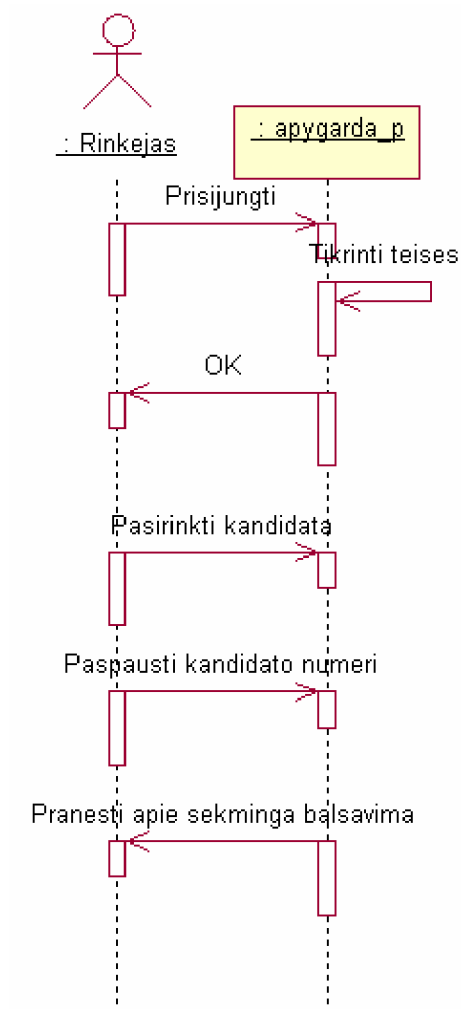 : Rinkejas
: apygarda_p
Prisijungti
Tikrinti teises
OK
Pasirinkti kandidata
Paspausti kandidato numeri
Pranesti apie sekminga balsavima